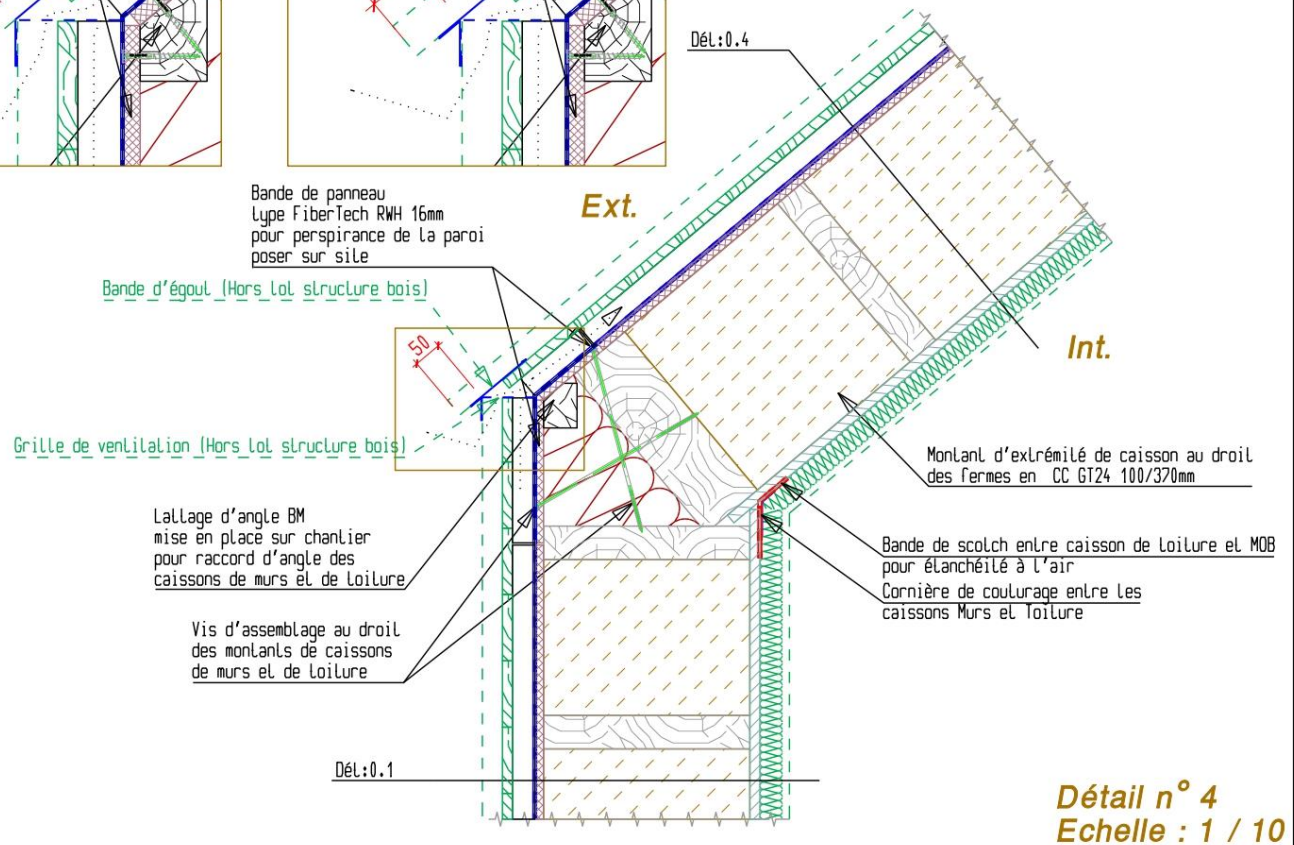 Dét:0.4
Bande de panneau
type FiberTech RWH 16mm
pour perspirance de la paroi
poser sur site
Ext.
Bande d'égout (Hors lot structure bois)
50
Int.
Grille de ventilation (Hors lot structure bois)
Montant d'extrémité de caisson au droit
des fermes en CC GT24 100/370mm
Tattage d'angle BM
mise en place sur chantier
pour raccord d'angle des
caissons de murs et de toiture
Bande de scotch entre caisson de toiture et MOB
pour étanchéité à l'air
Cornière de couturage entre les
caissons Murs et Toiture
Vis d'assemblage au droit
des montants de caissons
de murs et de toiture
Dét:0.1
Détail n° 4
Echelle : 1 / 10